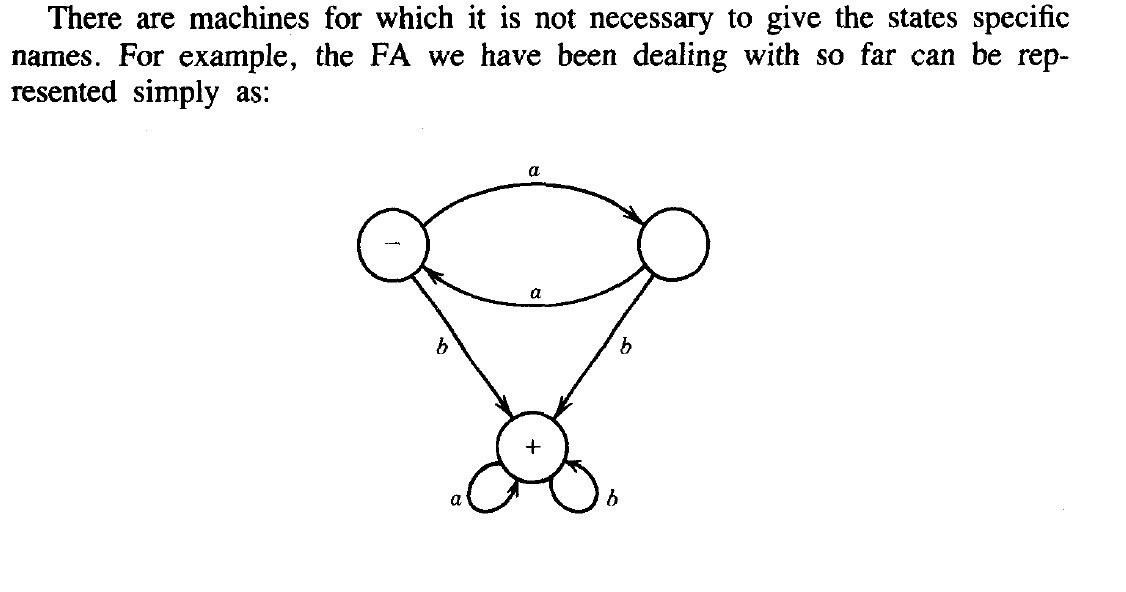 There are machines for which it is not necessary to give the states specific
names. For example, the FA we have been dealing with so far can be rep-
resented simply as:
a
−
a
b
b
+
a
b